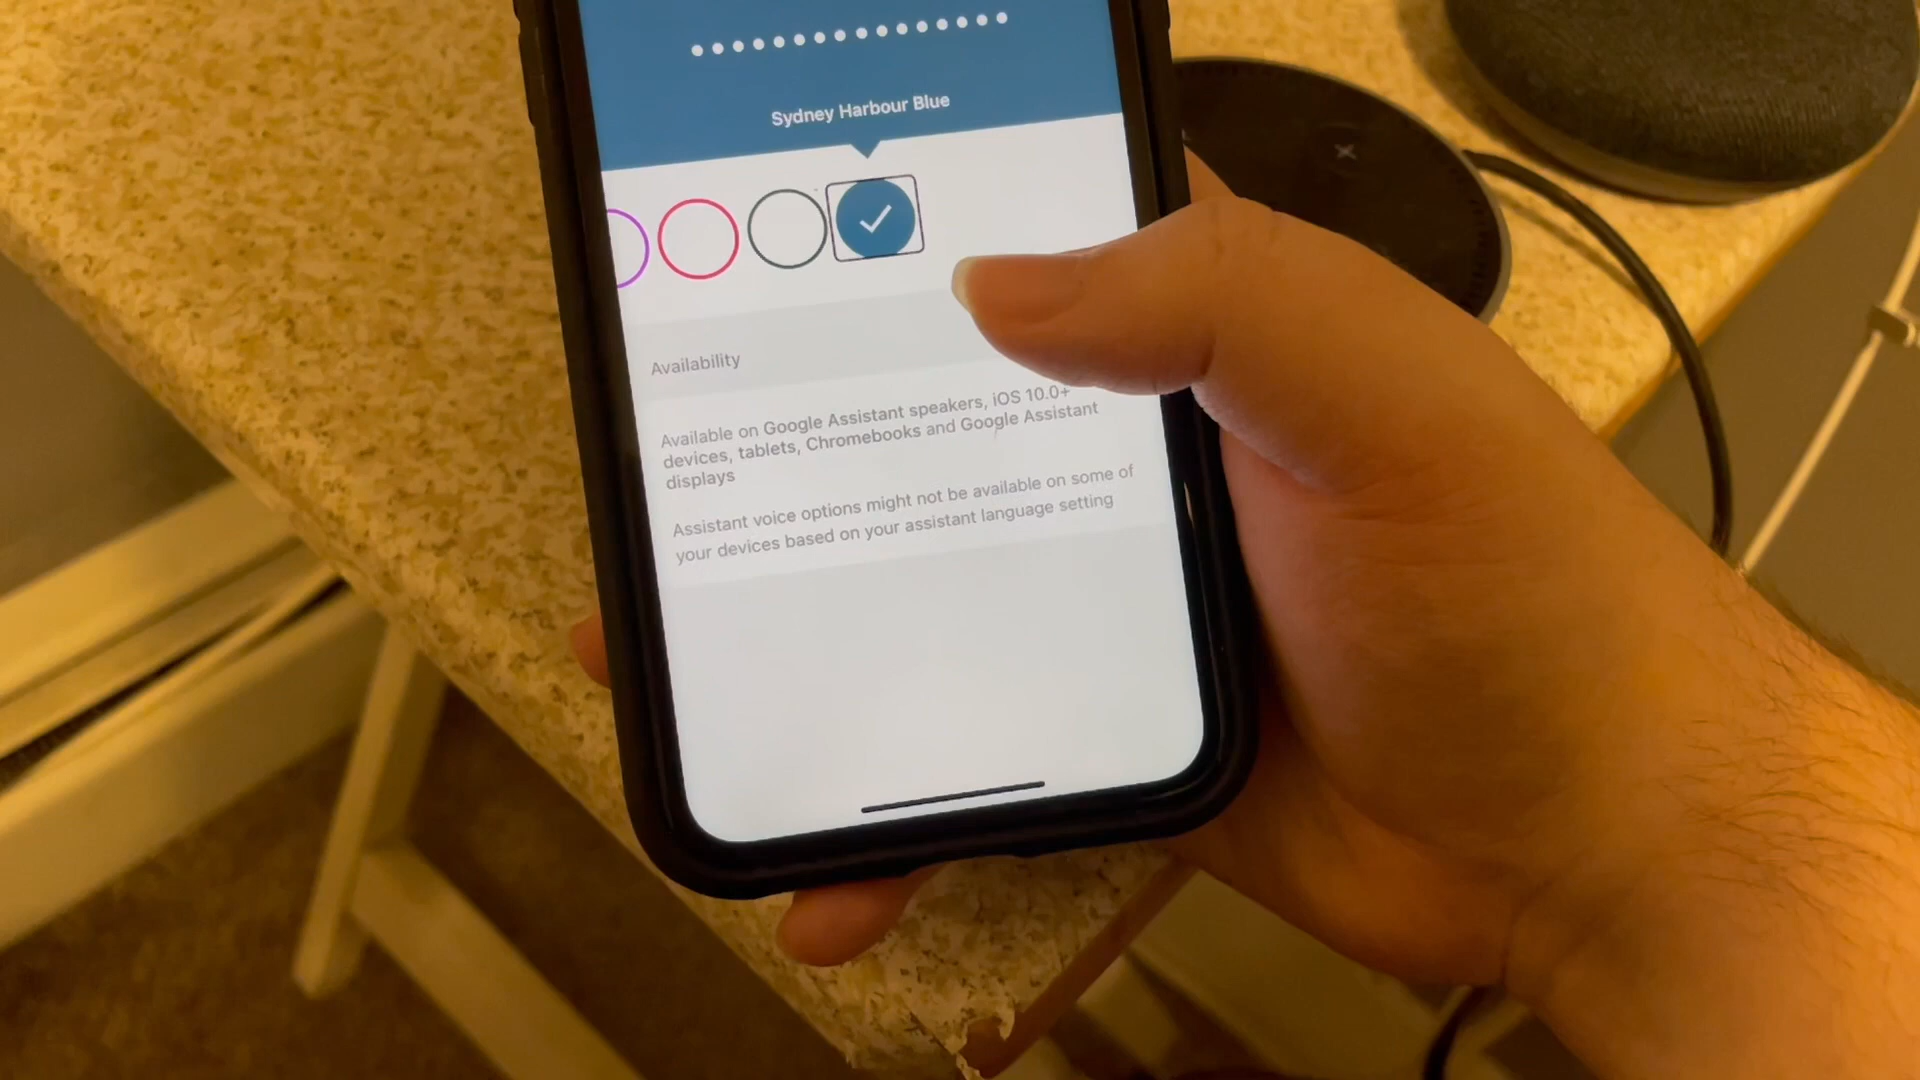 Sydney Harbour Blue
Availability
Available on Google Assistant speakers, iOS 10.0+
devices, tablets, Chromebooks and Google Assistant
displays
Assistant voice options might not be available on some of
your devices based on your assistant language setting